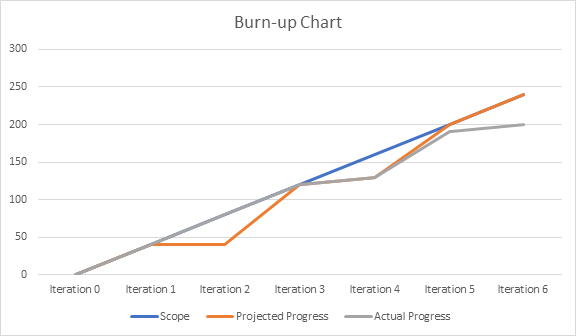 Burn-up Chart
300
250
200
150
100
50
0
Iteration 0 Iteration 1 Iteration 2 Iteration 3 Iteration 4 Iteration 5 Iteration 6
Scope Projected Progress Actual Progress